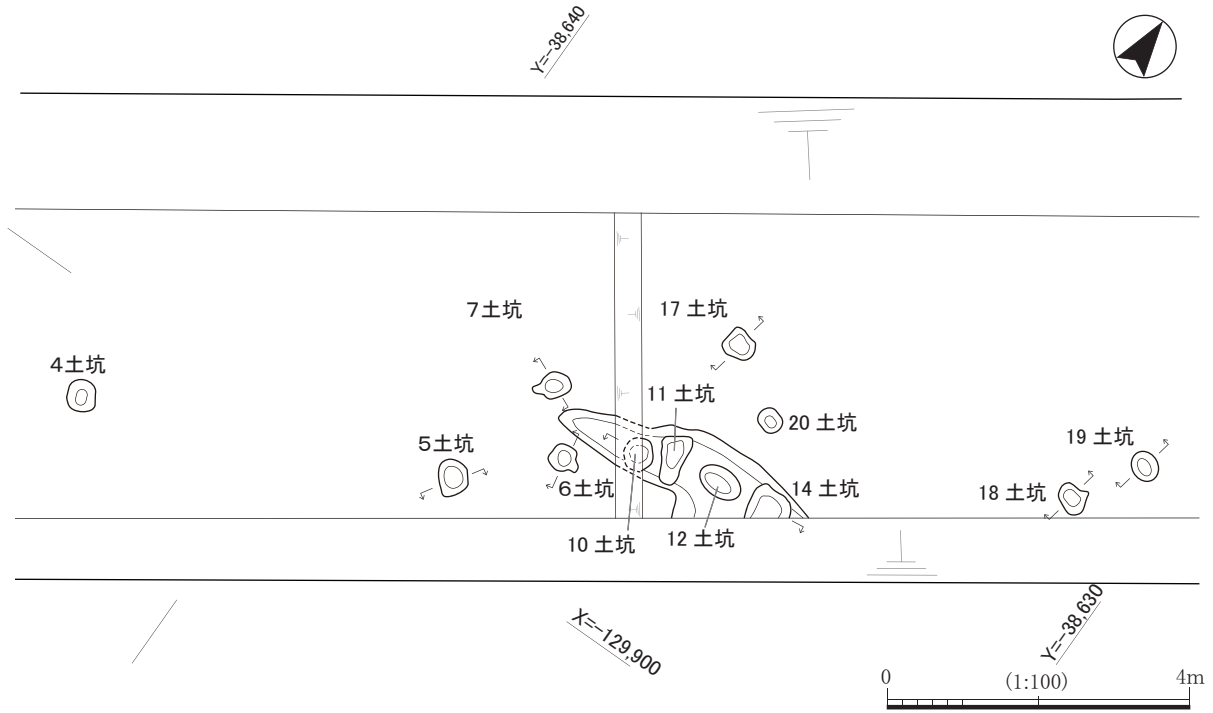 Y=-38,640
7土坑
17 土坑
4土坑
11 土坑
20 土坑
5土坑
19 土坑
6土坑
14 土坑
18 土坑
10 土坑
12 土坑
X=-129,900
Y=-38,630
0
(1:100)
4m